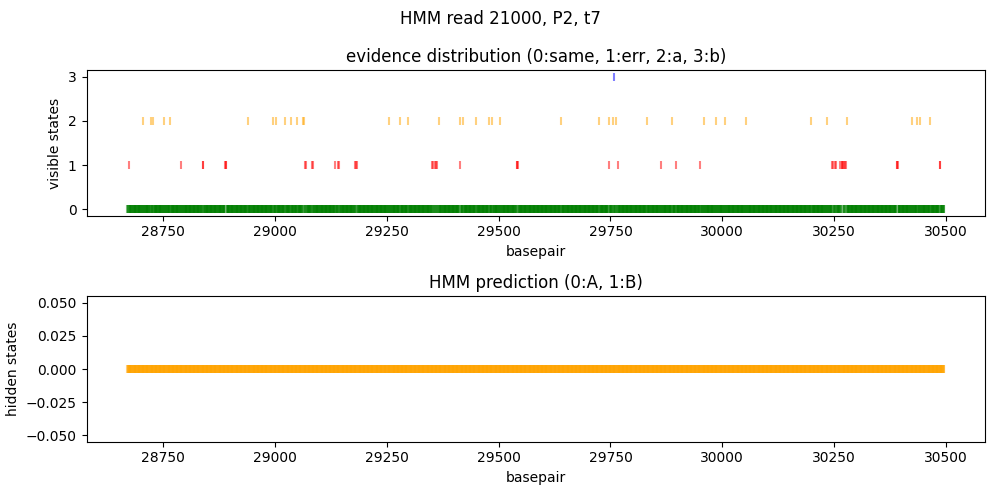 HMM read 21000, P2, t7
evidence distribution (0:same, 1:err, 2:a, 3:b)
visible states
3
2
1
0
28750 29000 29250 29500 29750 30000 30250 30500
basepair
HMM prediction (0:A, 1:B)
hidden states
0.050
0.025
0.000
−0.025
−0.050
28750 29000 29250 29500 29750 30000 30250 30500
basepair